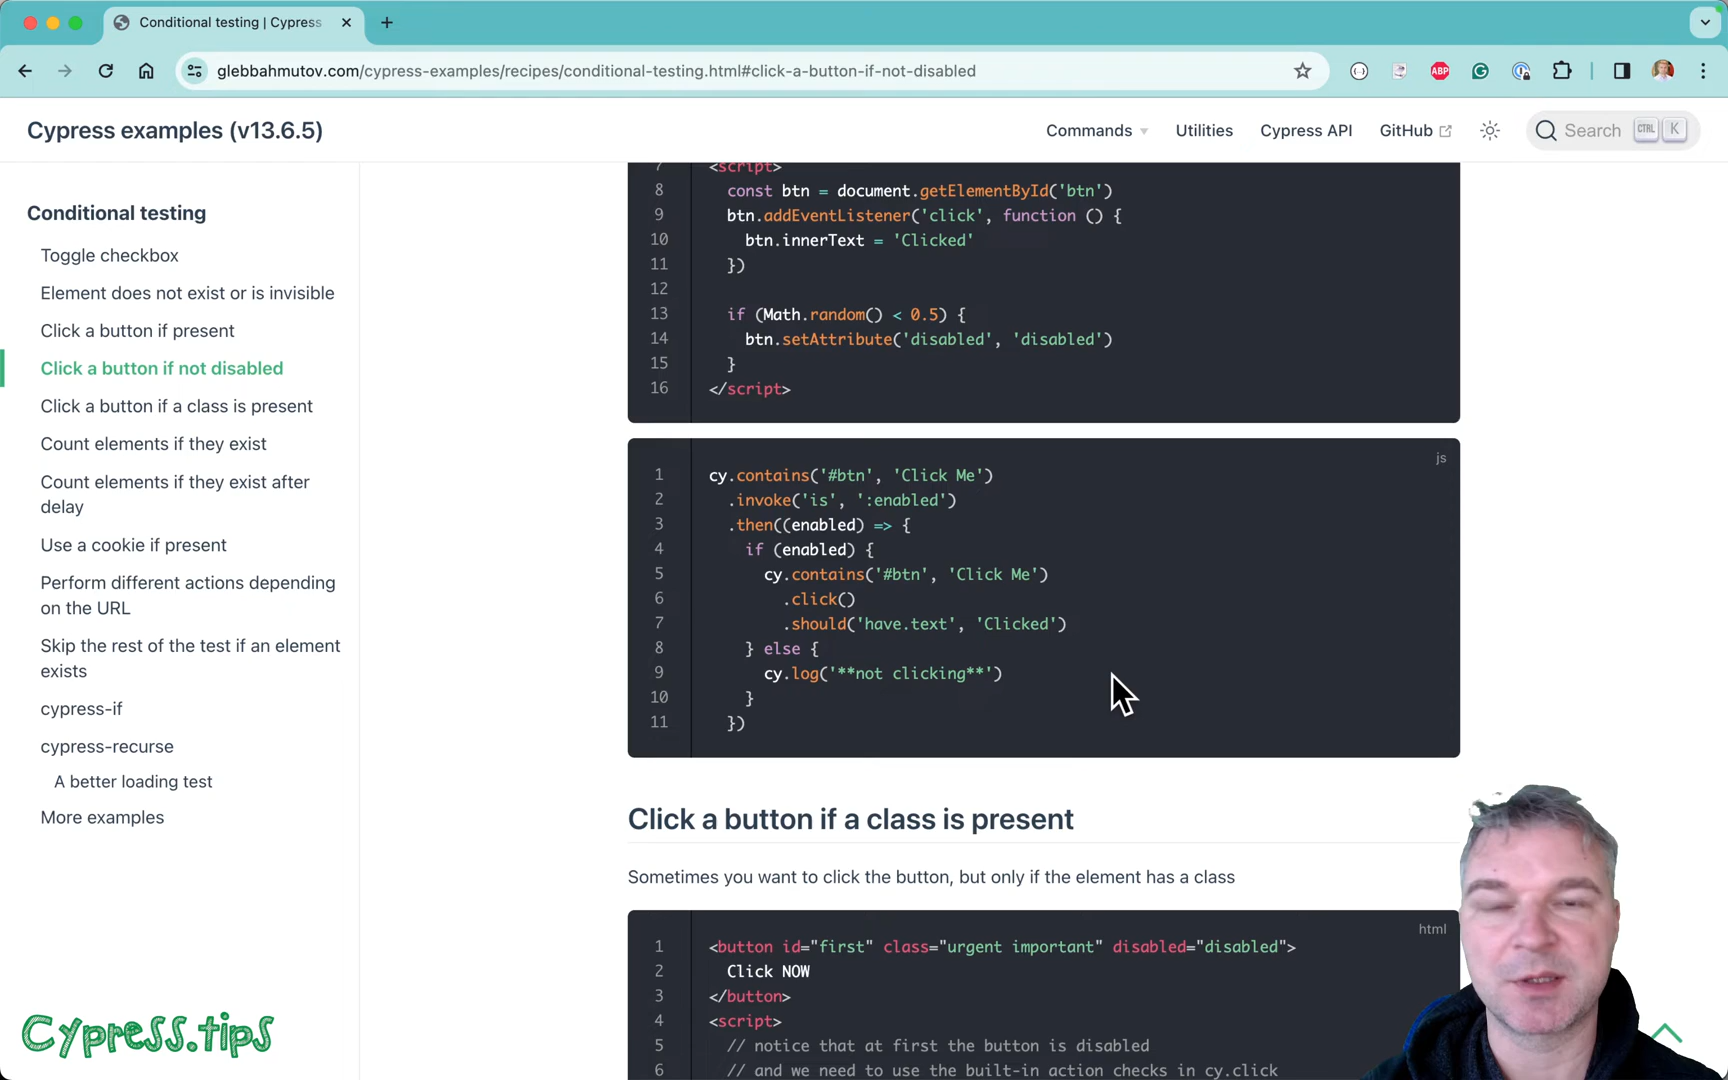 Conditional testing | Cypress
glebbahmutov.com/cypress-examples/recipes/conditional-testing.html#click-a-button-if-not-disabled
ABP
Cypress examples (v13.6.5)
Commands
Utilities
Cypress API
GitHub
Search
CTRL
K
Conditional testing
Toggle checkbox
Element does not exist or is invisible
Click a button if present
Click a button if not disabled
Click a button if a class is present
Count elements if they exist
Count elements if they exist after
delay
Use a cookie if present
Perform different actions depending
on the URL
Skip the rest of the test if an element
exists
cypress-if
cypress-recurse
A better loading test
More examples
7 <script>
8 const btn = document.getElementById('btn')
9 btn.addEventListener('click', function () {
10 btn.innerText = 'Clicked'
11 })
12
13 if (Math.random() < 0.5) {
14 btn.setAttribute('disabled', 'disabled')
15 }
16 </script>
js
1 cy.contains('#btn', 'Click Me')
2 .invoke('is', ':enabled')
3 .then((enabled) => {
4 if (enabled) {
5 cy.contains('#btn', 'Click Me')
6 .click()
7 .should('have.text', 'Clicked')
8 } else {
9 cy.log('**not clicking**')
10 }
11 })
Click a button if a class is present
Sometimes you want to click the button, but only if the element has a class
html
1 <button id="first" class="urgent important" disabled="disabled">
2 Click NOW
3 </button>
4 <script>
5 // notice that at first the button is disabled
6 // and we need to use the built-in action checks in cy.click
Cypress.tips